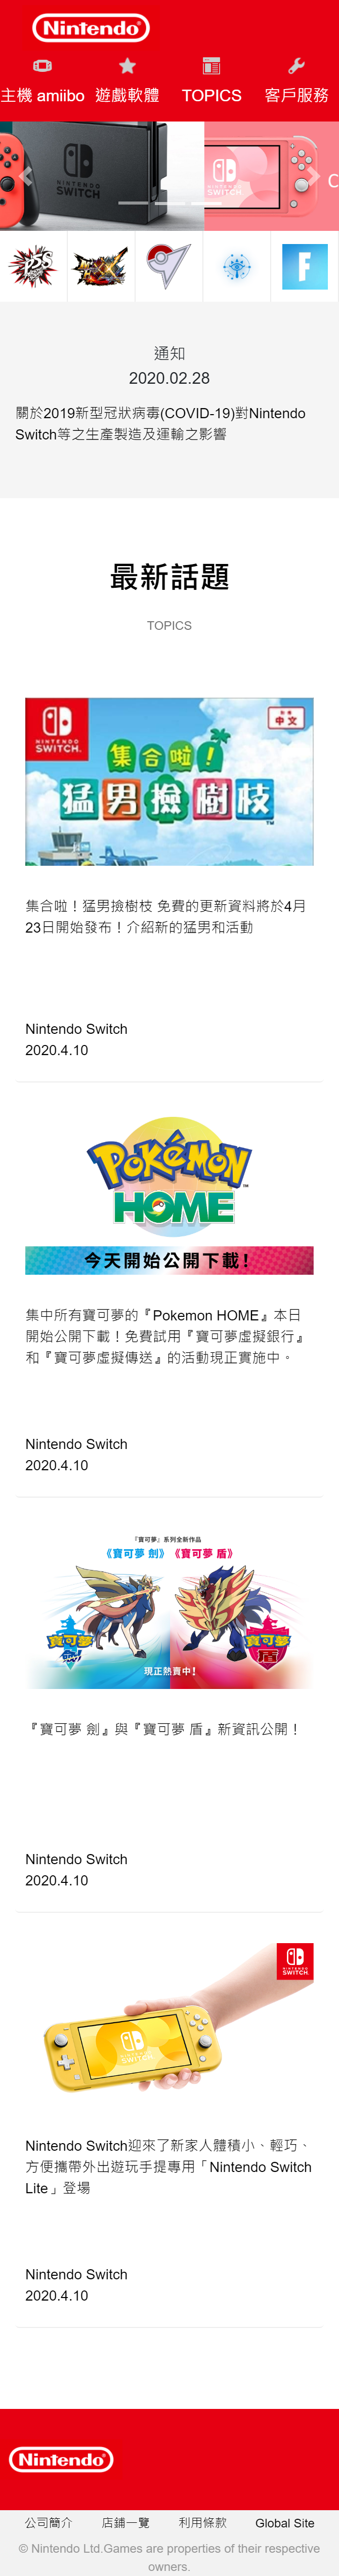 Nintendo
主機 amiibo 遊戲軟體 TOPICS 客戶服務
NINTENDO
SWITCH
NINTENDO
SWITCH
C
P5S
XX
F
通知
2020.02.28
關於2019新型冠狀病毒(COVID-19)對Nintendo
Switch等之生產製造及運輸之影響
最新話題
TOPICS
NINTENDO
SWITCH
中文
集合啦！
猛男撿樹枝
TM
集合啦！猛男撿樹枝 免費的更新資料將於4月
23日開始發布！介紹新的猛男和活動
Nintendo Switch
2020.4.10
POKéMON
TM
HOME
今天開始公開下載！
集中所有寶可夢的『Pokemon HOME』本日
開始公開下載！免費試用『寶可夢虛擬銀行』
和『寶可夢虛擬傳送』的活動現正實施中。
Nintendo Switch
2020.4.10
『寶可夢』系列全新作品
《寶可夢 劍》《寶可夢 盾》
寶可夢
劍
寶可夢
盾
現正熱賣中！
『寶可夢 劍』與『寶可夢 盾』新資訊公開！
Nintendo Switch
2020.4.10
NINTENDO
SWITCH
SWITCH
Nintendo Switch迎來了新家人體積小、輕巧、
方便攜帶外出遊玩手提專用「Nintendo Switch
Lite」登場
Nintendo Switch
2020.4.10
Nintendo
公司簡介 店鋪一覽 利用條款 Global Site
© Nintendo Ltd.Games are properties of their respective
owners.